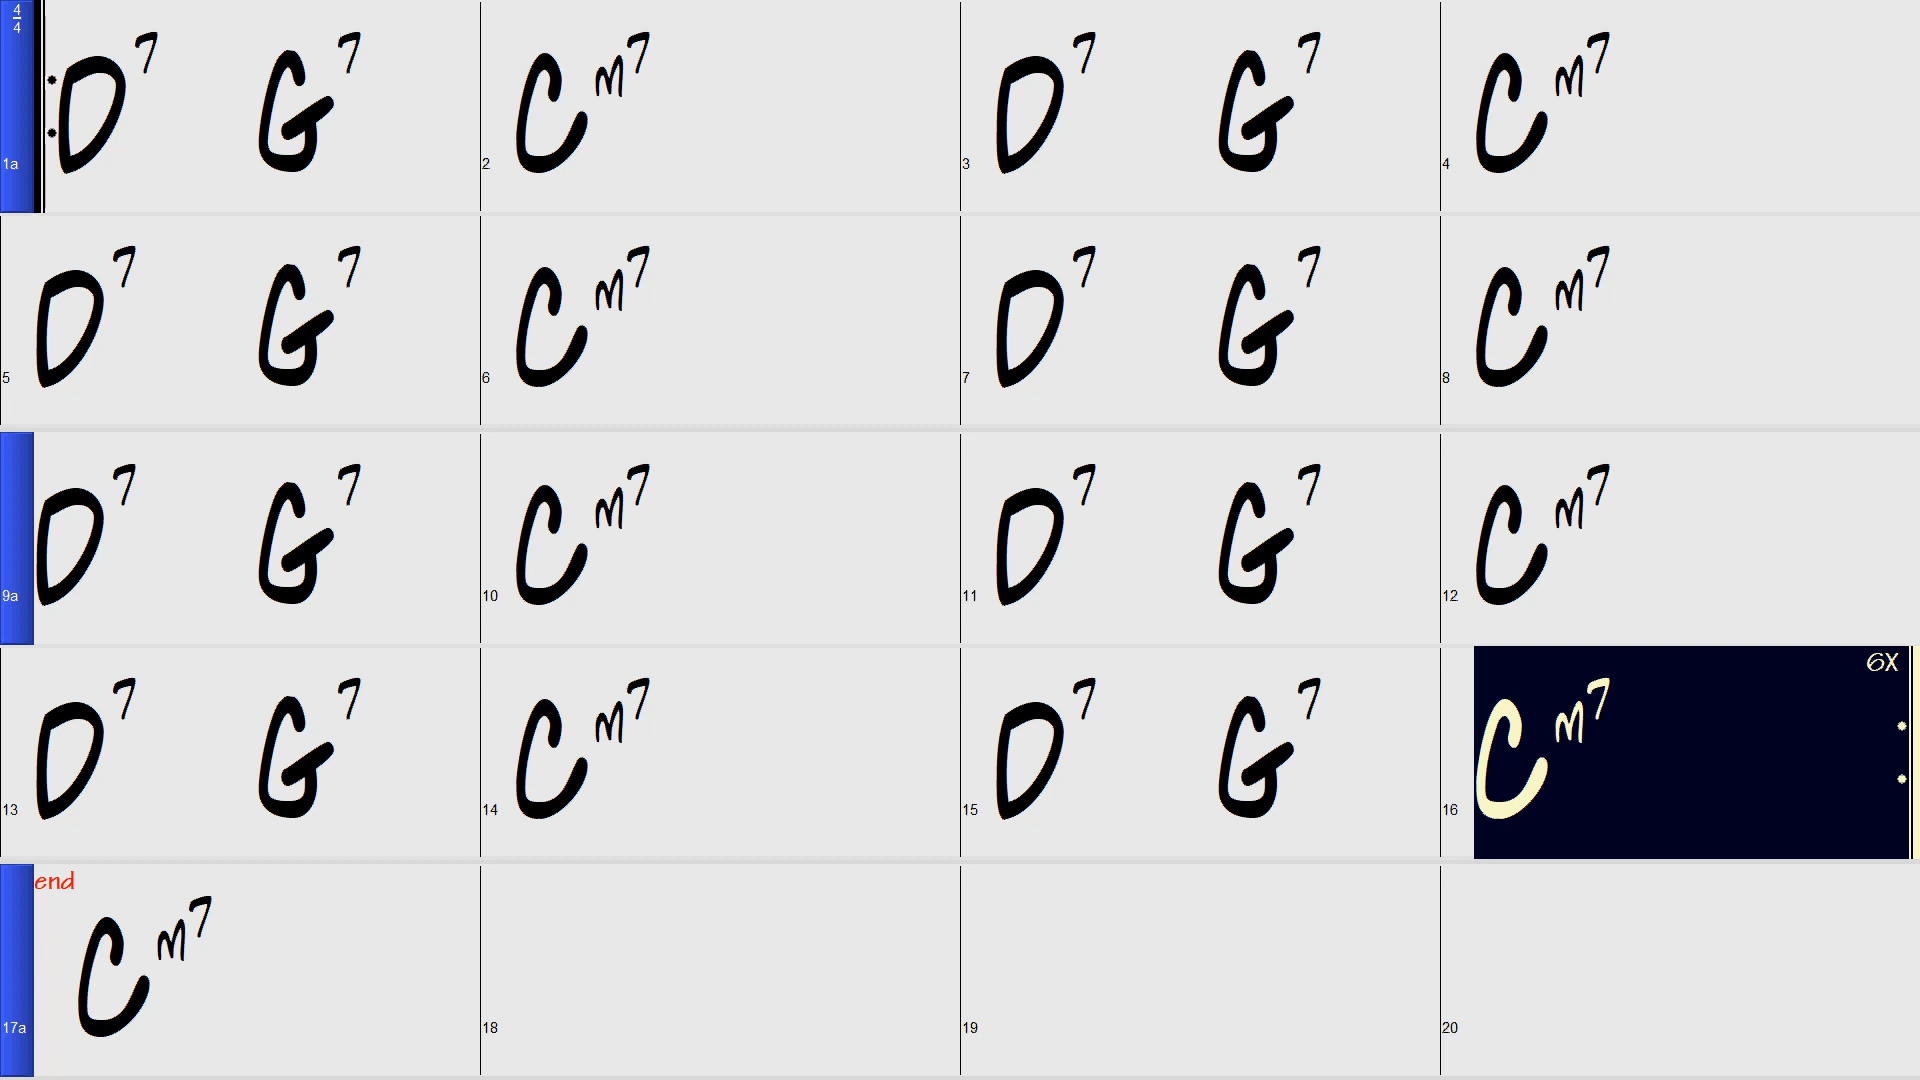 4
4
D7 G7 Cm7 D7 G7 Cm7
1a 2 3 4
D7 G7 Cm7 D7 G7 Cm7
5 6 7 8
D7 G7 Cm7 D7 G7 Cm7
9a 10 11 12
6X
D7 G7 Cm7 D7 G7 Cm7
13 14 15 16
end
Cm7
17a 18 19 20